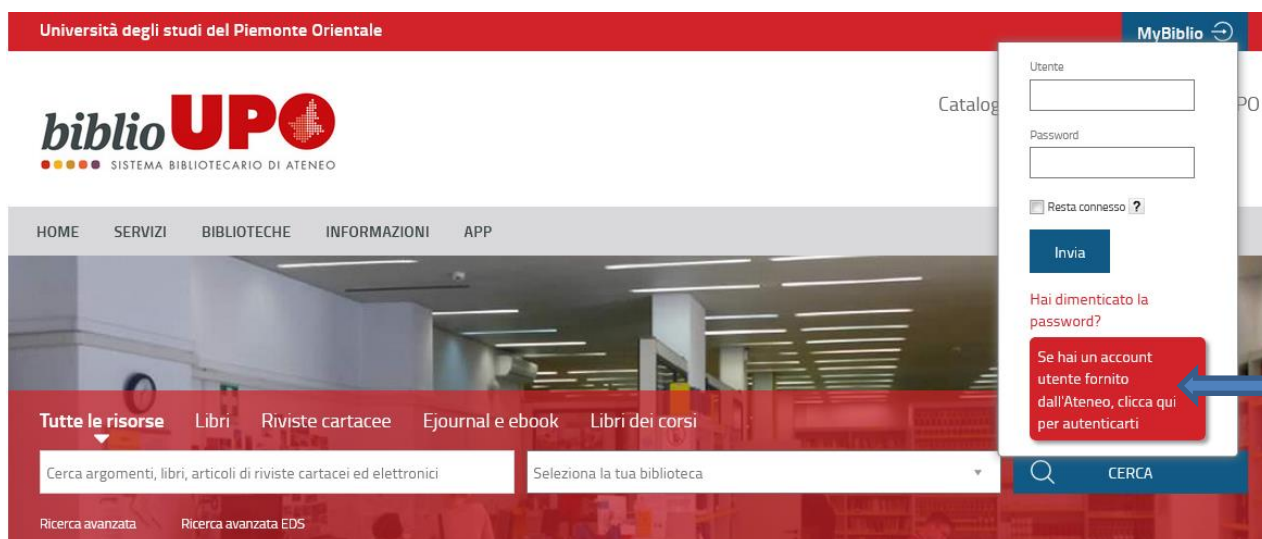 Università degli studi del Piemonte Orientale
MyBiblio
Utente
Password
Resta connesso ?
Invia
Hai dimenticato la
password?
Se hai un account
utente fornito
dall'Ateneo, clicca qui
per autenticarti
biblio UPO
SISTEMA BIBLIOTECARIO DI ATENEO
HOME SERVIZI BIBLIOTECHE INFORMAZIONI APP
Tutte le risorse Libri Riviste cartacee Ejournal e ebook Libri dei corsi
Cerca argomenti, libri, articoli di riviste cartacei ed elettronici Seleziona la tua biblioteca CERCA
Ricerca avanzata Ricerca avanzata EDS